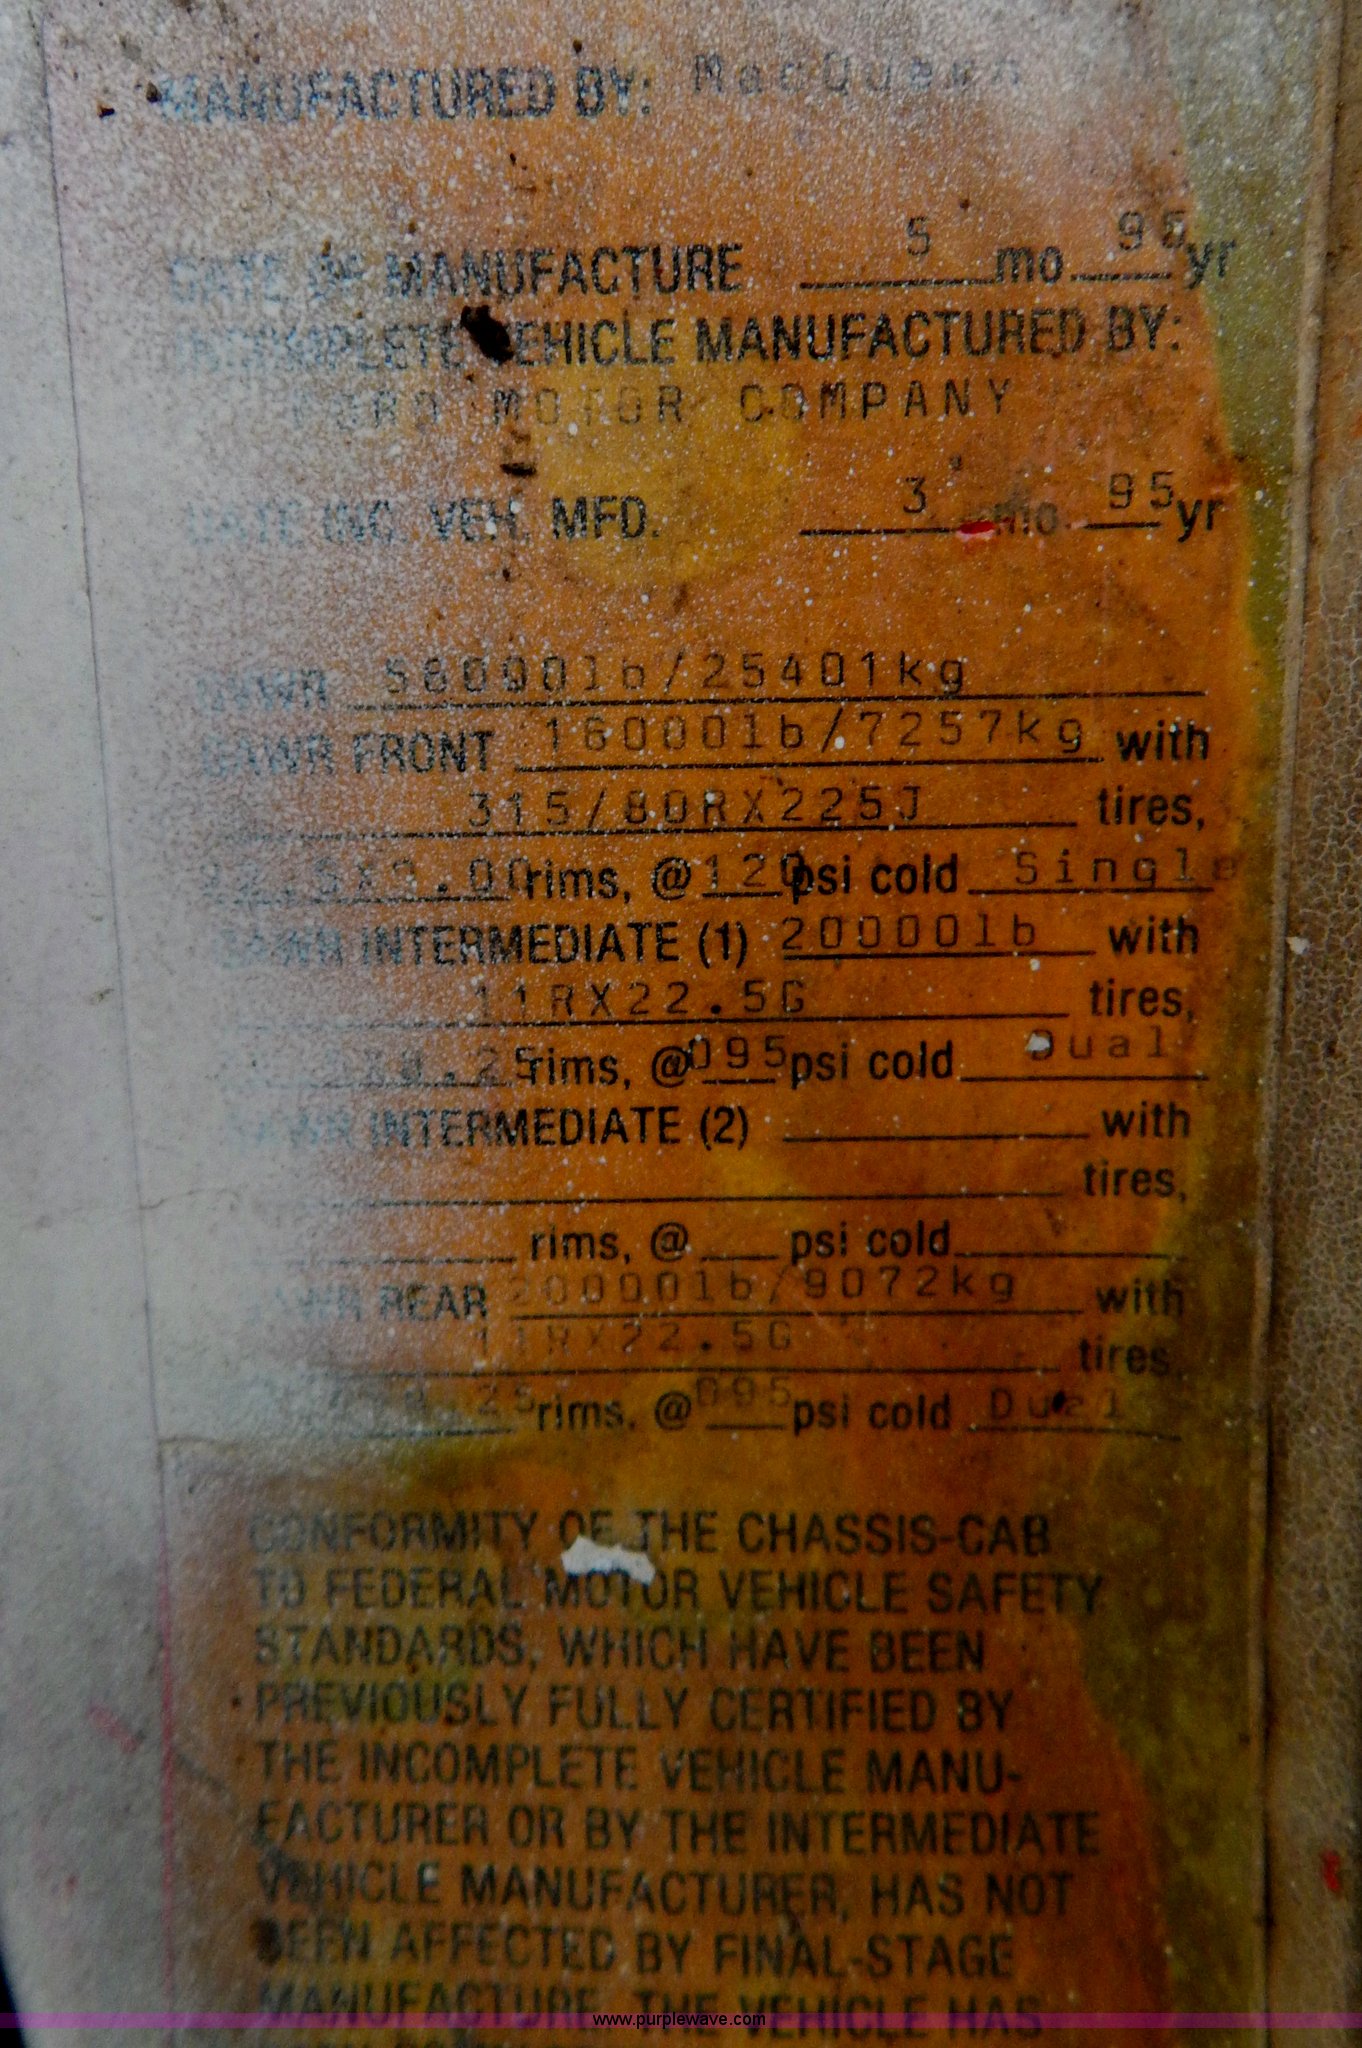 MANUFACTURED BY: MacQueen
DATE OF MANUFACTURE 5 mo. 95 yr
INCOMPLETE VEHICLE MANUFACTURED BY:
FORD MOTOR COMPANY
DATE INC. VEH. MFD. 3 mo. 95 yr
GVWR 56000lb/25401kg
GAWR FRONT 16000lb/7257kg with
315/80RX225J tires,
rims, @ 120 psi cold Single
GAWR INTERMEDIATE (1) 20000lb with
11RX22.5G tires,
rims, @ 095 psi cold Dual
GAWR INTERMEDIATE (2) with
tires,
rims, @ psi cold
GAWR REAR 20000lb/9072kg with
11RX22.5G tires,
rims. @ 095 psi cold Dual
CONFORMITY OF THE CHASSIS-CAB
TO FEDERAL MOTOR VEHICLE SAFETY
STANDARDS, WHICH HAVE BEEN
PREVIOUSLY FULLY CERTIFIED BY
THE INCOMPLETE VEHICLE MANU-
FACTURER OR BY THE INTERMEDIATE
VEHICLE MANUFACTURER, HAS NOT
BEEN AFFECTED BY FINAL-STAGE
MANUFACTURE. THE VEHICLE HAS
www.purplewave.com